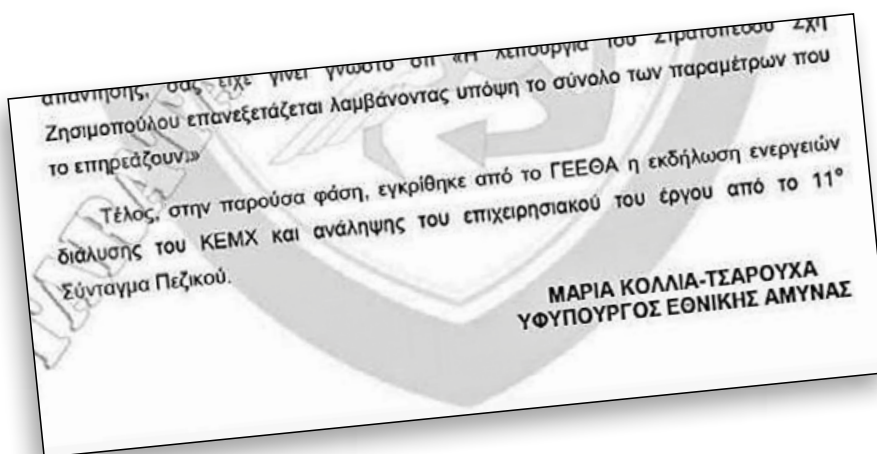 απάντησης, σας είχε γίνει γνωστό ότι «Η λειτουργία του Στρατοπέδου Σχη
Ζησιμοπούλου επανεξετάζεται λαμβάνοντας υπόψη το σύνολο των παραμέτρων που
το επηρεάζουν.»
Τέλος, στην παρούσα φάση, εγκρίθηκε από το ΓΕΕΘΑ η εκδήλωση ενεργειών
διάλυσης του ΚΕΜΧ και ανάληψης του επιχειρησιακού του έργου από το 11°
Σύνταγμα Πεζικού.
ΜΑΡΙΑ ΚΟΛΛΙΑ-ΤΣΑΡΟΥΧΑ
ΥΦΥΠΟΥΡΓΟΣ ΕΘΝΙΚΗΣ ΑΜΥΝΑΣ